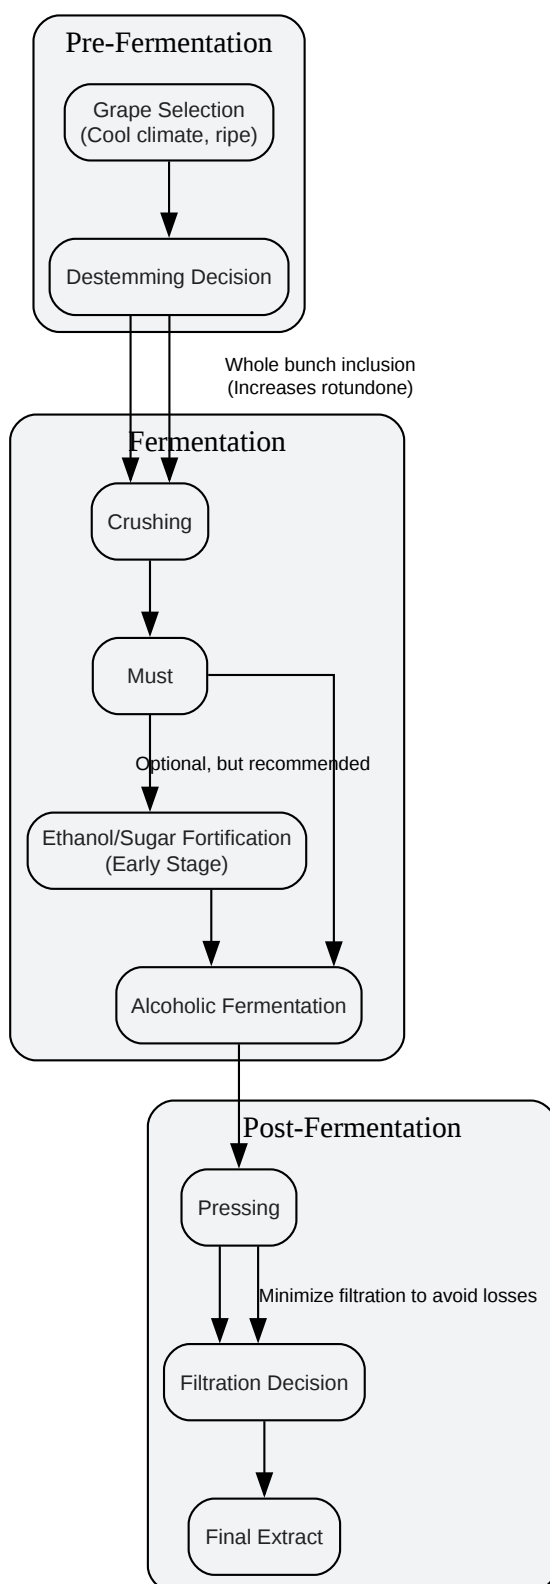 Pre-Fermentation
Grape Selection
(Cool climate, ripe)
Destemming Decision
Whole bunch inclusion
(Increases rotundone)
Fermentation
Crushing
Must
Optional, but recommended
Ethanol/Sugar Fortification
(Early Stage)
Alcoholic Fermentation
Post-Fermentation
Pressing
Minimize filtration to avoid losses
Filtration Decision
Final Extract